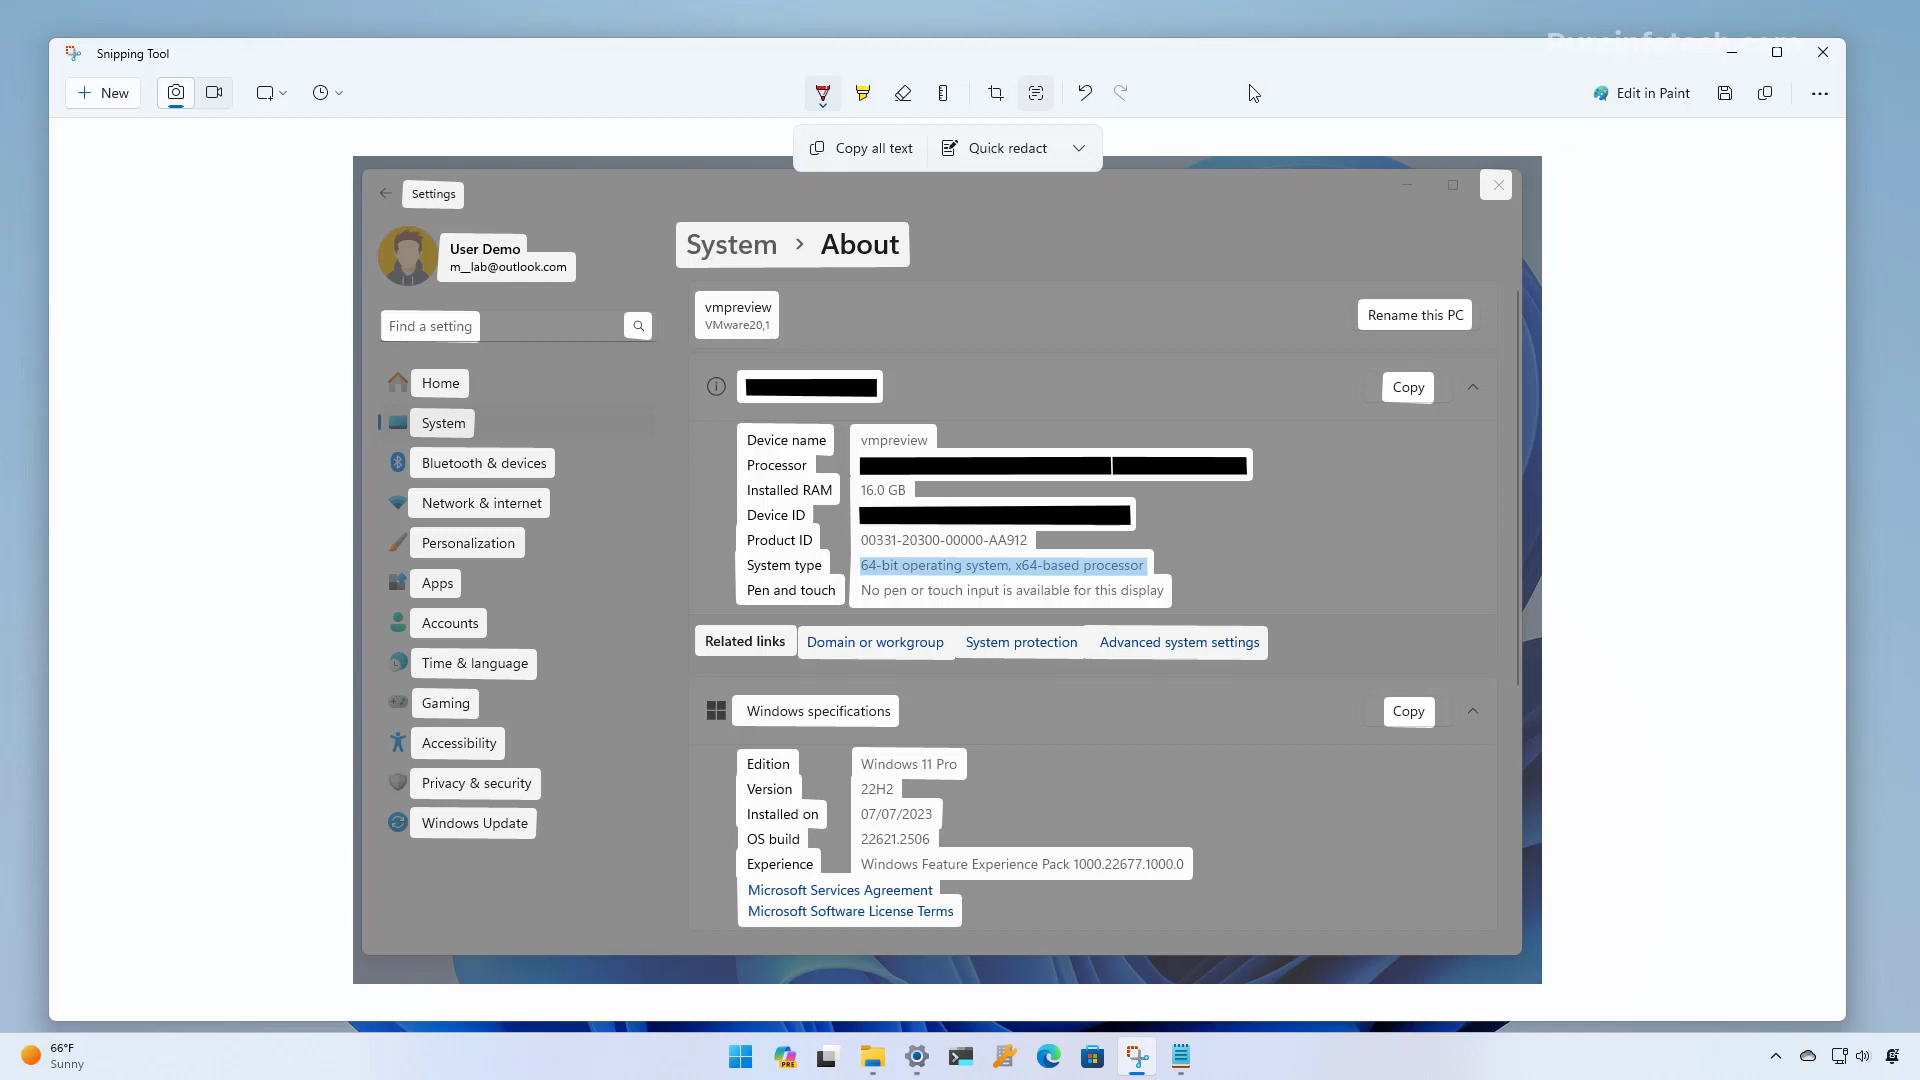 Pureinfotech.com
Snipping Tool
New
Edit in Paint
Copy all text
Quick redact
Settings
User Demo
m__lab@outlook.com
System > About
Find a setting
vmpreview
VMware20,1
Rename this PC
Home
System
Bluetooth & devices
Network & internet
Personalization
Apps
Accounts
Time & language
Gaming
Accessibility
Privacy & security
Windows Update
Copy
Device name vmpreview
Processor
Installed RAM 16.0 GB
Device ID
Product ID 00331-20300-00000-AA912
System type 64-bit operating system, x64-based processor
Pen and touch No pen or touch input is available for this display
Related links Domain or workgroup System protection Advanced system settings
Windows specifications Copy
Edition Windows 11 Pro
Version 22H2
Installed on 07/07/2023
OS build 22621.2506
Experience Windows Feature Experience Pack 1000.22677.1000.0
Microsoft Services Agreement
Microsoft Software License Terms
66°F
Sunny
PRE